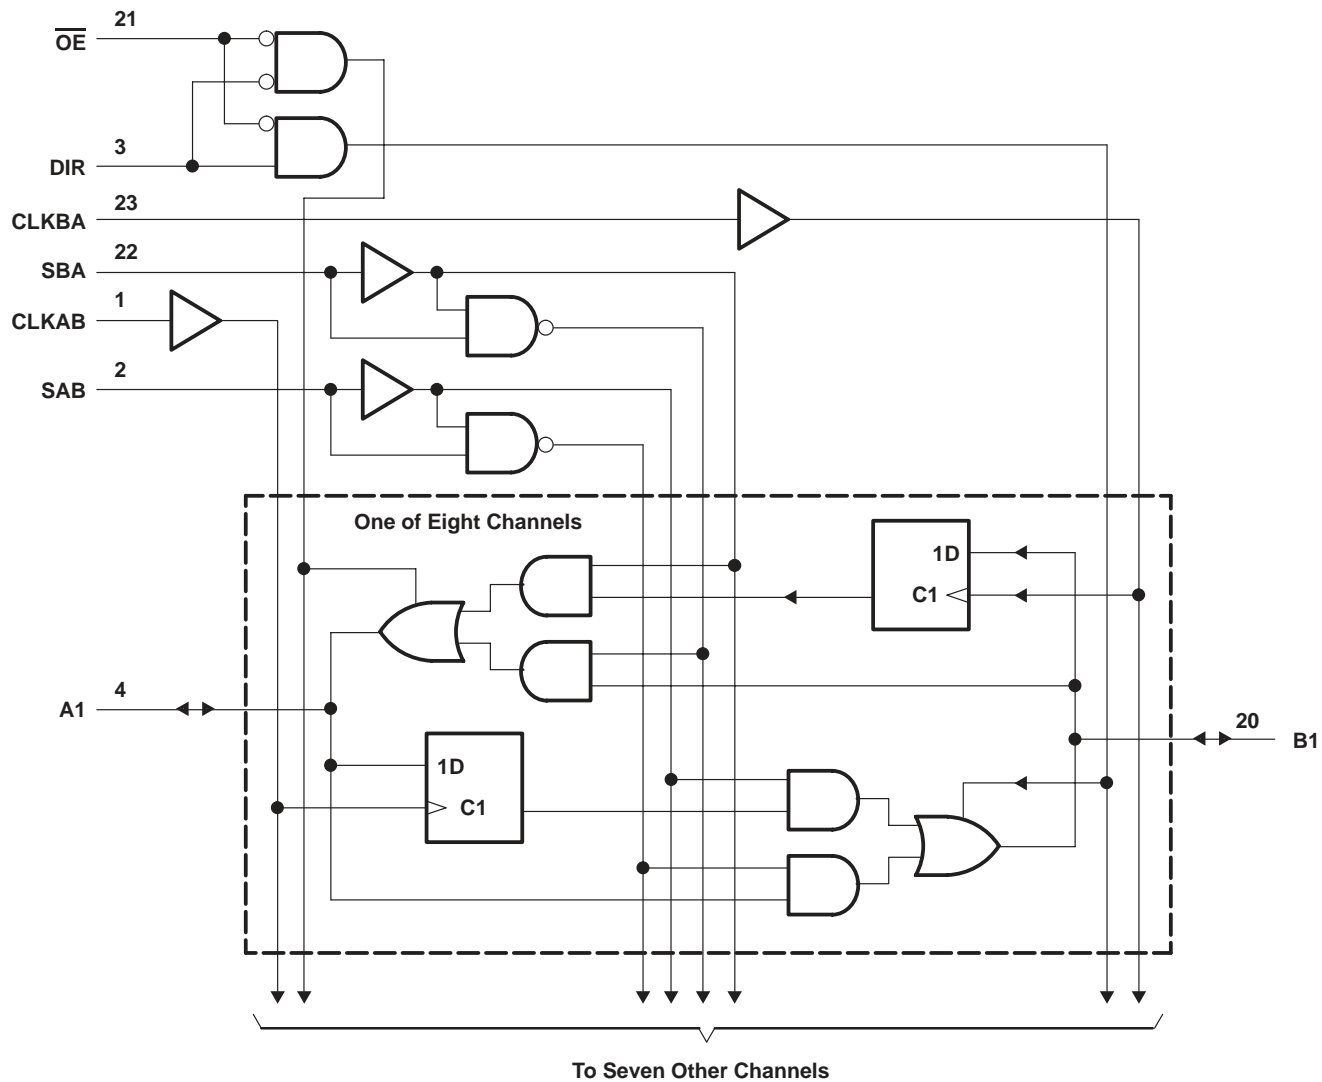 21
OE
3
DIR
23
CLKBA
22
SBA
1
CLKAB
2
SAB
One of Eight Channels
1D
C1
4
A1
20
B1
1D
C1
To Seven Other Channels